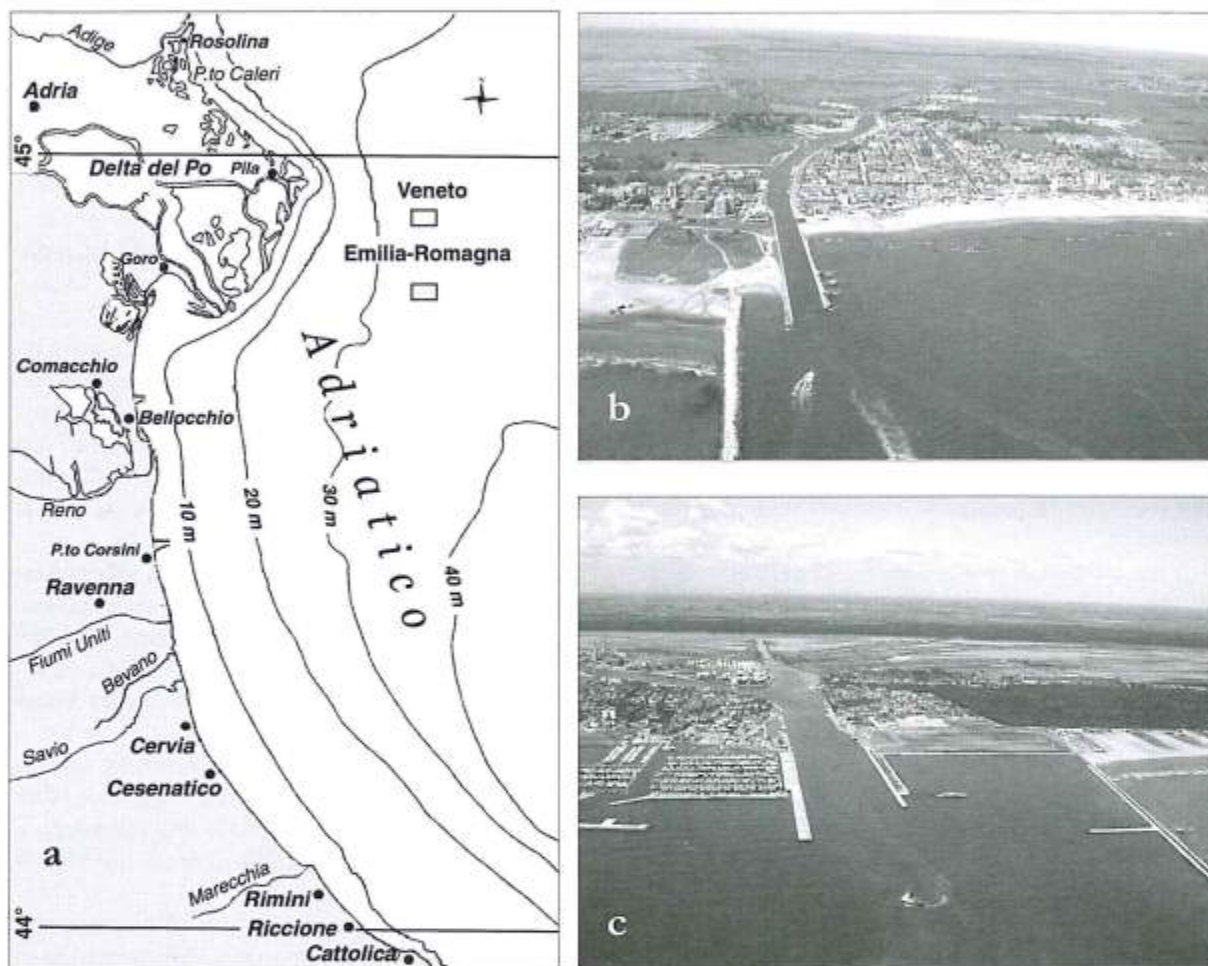 Adige
Rosolina
P.to Caleri
Adria
45°
Delta del Po
Pila
Veneto
Emilia-Romagna
Goro
Adriatico
Comacchio
Bellocchio
Reno
10 m
20 m
30 m
40 m
P.to Corsini
Ravenna
Fiumi Uniti
Bevano
Savio
Cervia
Cesenatico
a
Marecchia
Rimini
44°
Riccione
Cattolica
b
c